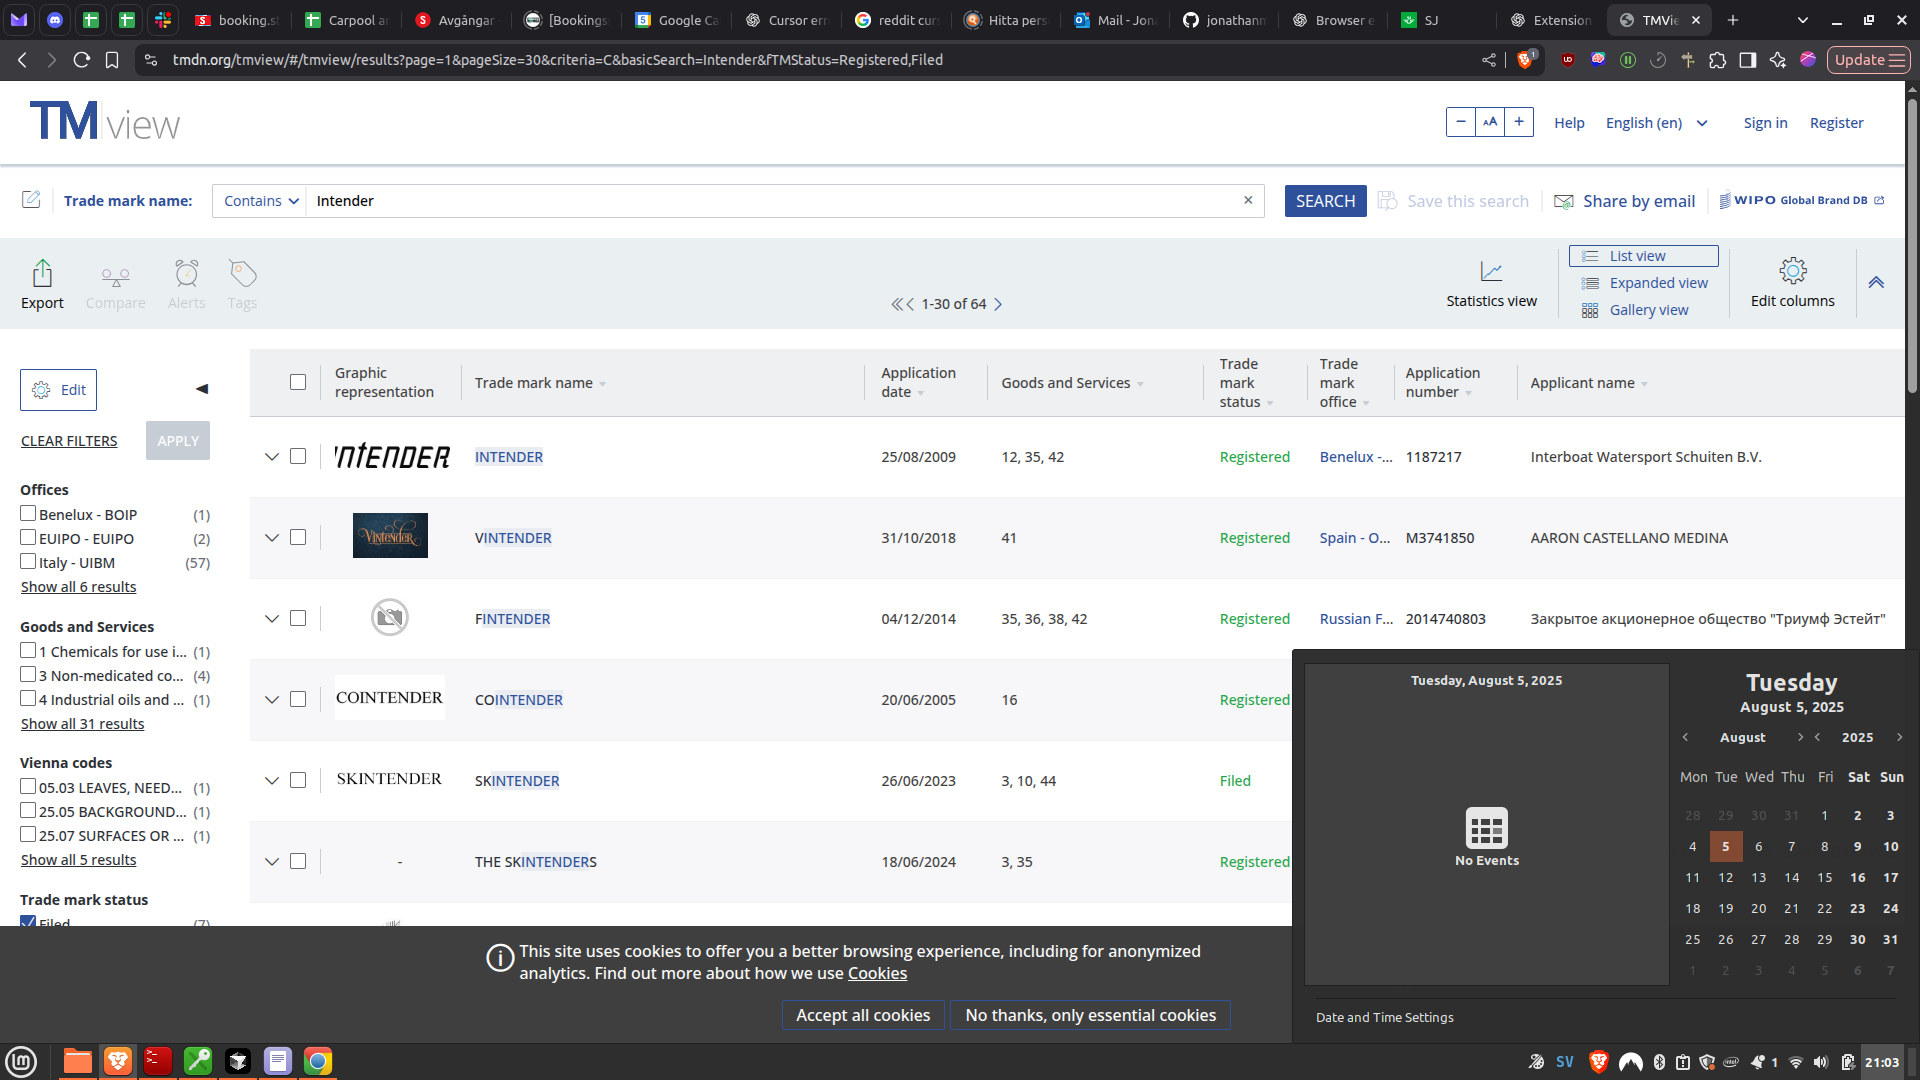 booking.s
Carpool a
Avgångar
[Bookings
Google Ca
Cursor err
reddit cur
Hitta pers
Mail - Jon
jonathanm
Browser e
SJ
Extension
TMVie
tmdn.org/tmview/#/tmview/results?page=1&pageSize=30&criteria=C&basicSearch=Intender&fTMStatus=Registered,Filed
1
Update
TM view
− AA +
Help
English (en)
Sign in
Register
Trade mark name:
Contains
Intender
SEARCH
Save this search
Share by email
WIPO Global Brand DB
Export
Compare
Alerts
Tags
1-30 of 64
Statistics view
List view
Expanded view
Gallery view
Edit columns
Edit
CLEAR FILTERS
APPLY
Offices
Benelux - BOIP (1)
EUIPO - EUIPO (2)
Italy - UIBM (57)
Show all 6 results
Goods and Services
1 Chemicals for use i... (1)
3 Non-medicated co... (4)
4 Industrial oils and ... (1)
Show all 31 results
Vienna codes
05.03 LEAVES, NEED... (1)
25.05 BACKGROUND... (1)
25.07 SURFACES OR ... (1)
Show all 5 results
Trade mark status
Filed (7)
Graphic representation Trade mark name Application date Goods and Services Trade mark status Trade mark office Application number Applicant name
INTENDER INTENDER 25/08/2009 12, 35, 42 Registered Benelux -... 1187217 Interboat Watersport Schuiten B.V.
Vintender VINTENDER 31/10/2018 41 Registered Spain - O... M3741850 AARON CASTELLANO MEDINA
FINTENDER 04/12/2014 35, 36, 38, 42 Registered Russian F... 2014740803 Закрытое акционерное общество "Триумф Эстейт"
COINTENDER COINTENDER 20/06/2005 16 Registered
SKINTENDER SKINTENDER 26/06/2023 3, 10, 44 Filed
- THE SKINTENDERS 18/06/2024 3, 35 Registered
This site uses cookies to offer you a better browsing experience, including for anonymized
analytics. Find out more about how we use Cookies
Accept all cookies
No thanks, only essential cookies
Tuesday, August 5, 2025
No Events
Tuesday
August 5, 2025
August 2025
Mon Tue Wed Thu Fri Sat Sun
28 29 30 31 1 2 3
4 5 6 7 8 9 10
11 12 13 14 15 16 17
18 19 20 21 22 23 24
25 26 27 28 29 30 31
1 2 3 4 5 6 7
Date and Time Settings
SV
1
21:03